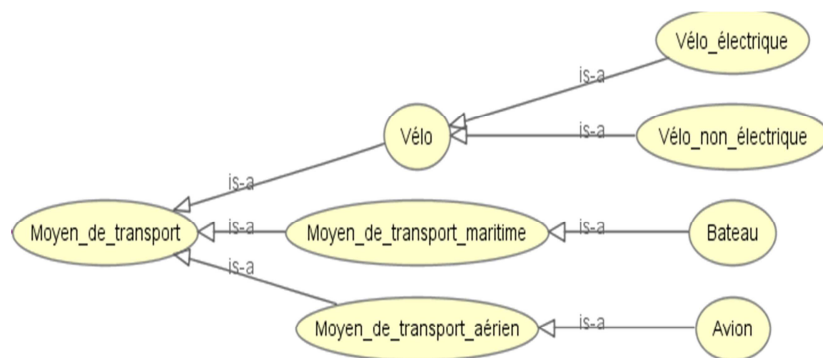 Vélo_électrique
is-a
Vélo
is-a
Vélo_non_électrique
is-a
Moyen_de_transport
is-a
Moyen_de_transport_maritime
is-a
Bateau
is-a
Moyen_de_transport_aérien
is-a
Avion